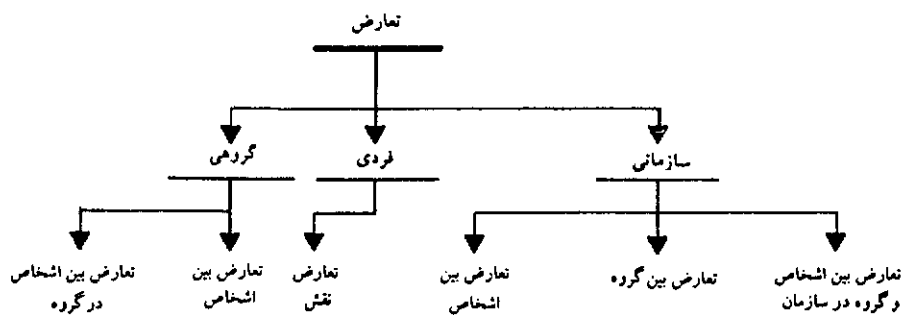 تعارض
سازمانی
فردی
گروهی
تعارض بین اشخاص
و گروه در سازمان
تعارض بین گروه
تعارض بین
اشخاص
تعارض
نقش
تعارض بین
اشخاص
تعارض بین اشخاص
در گروه